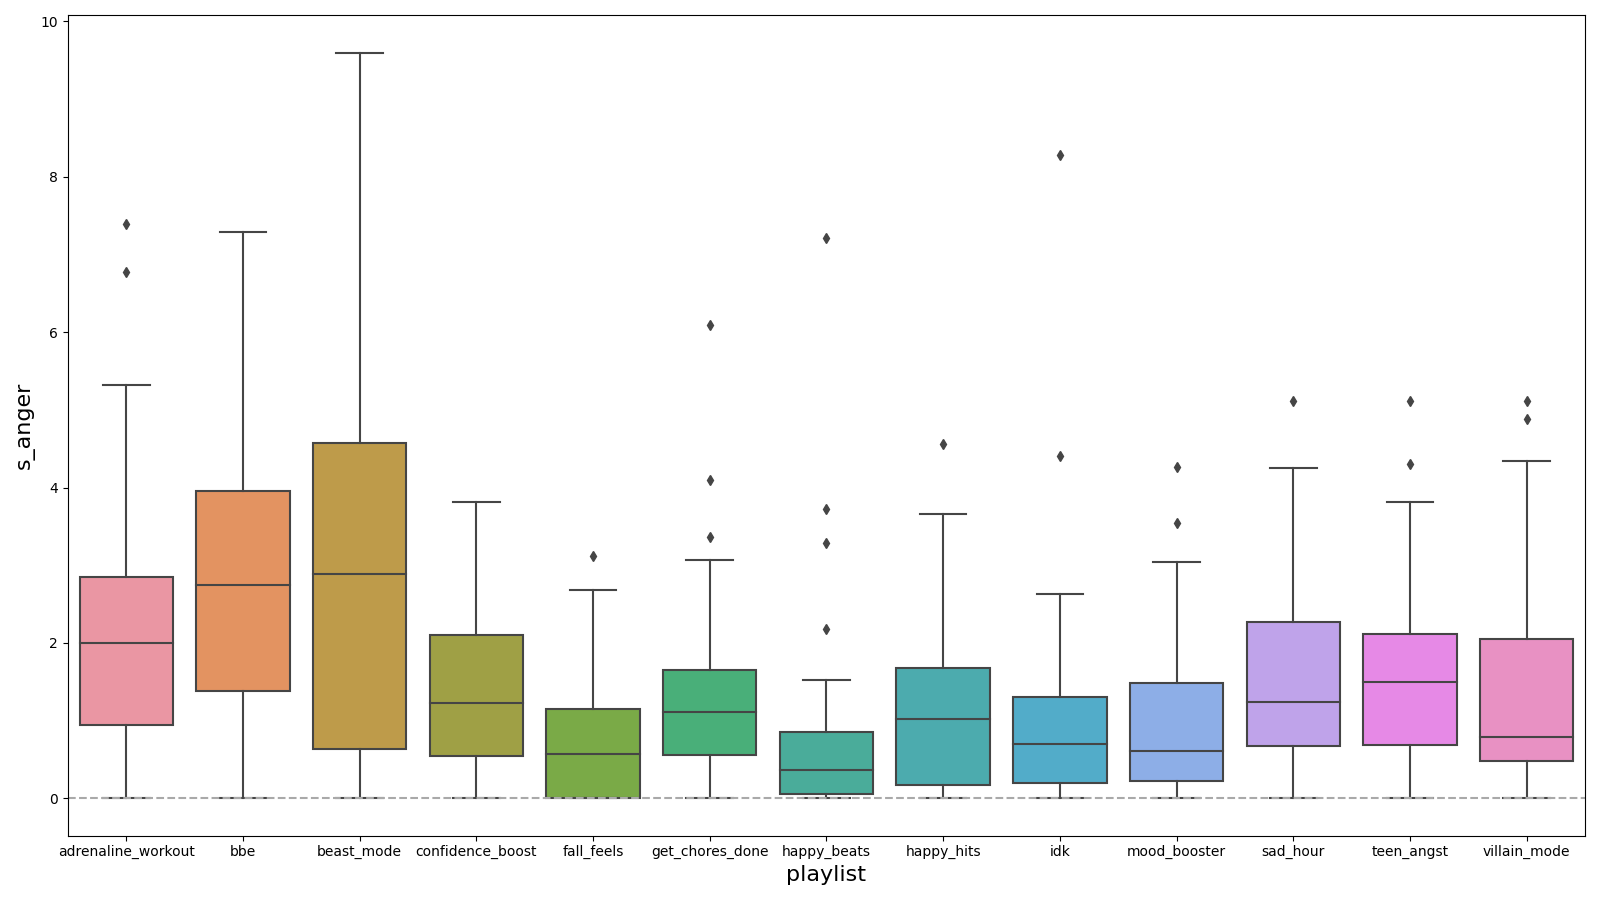 10
8
6
4
2
0
s_anger
adrenaline_workout bbe beast_mode confidence_boost fall_feels get_chores_done happy_beats happy_hits idk mood_booster sad_hour teen_angst villain_mode
playlist